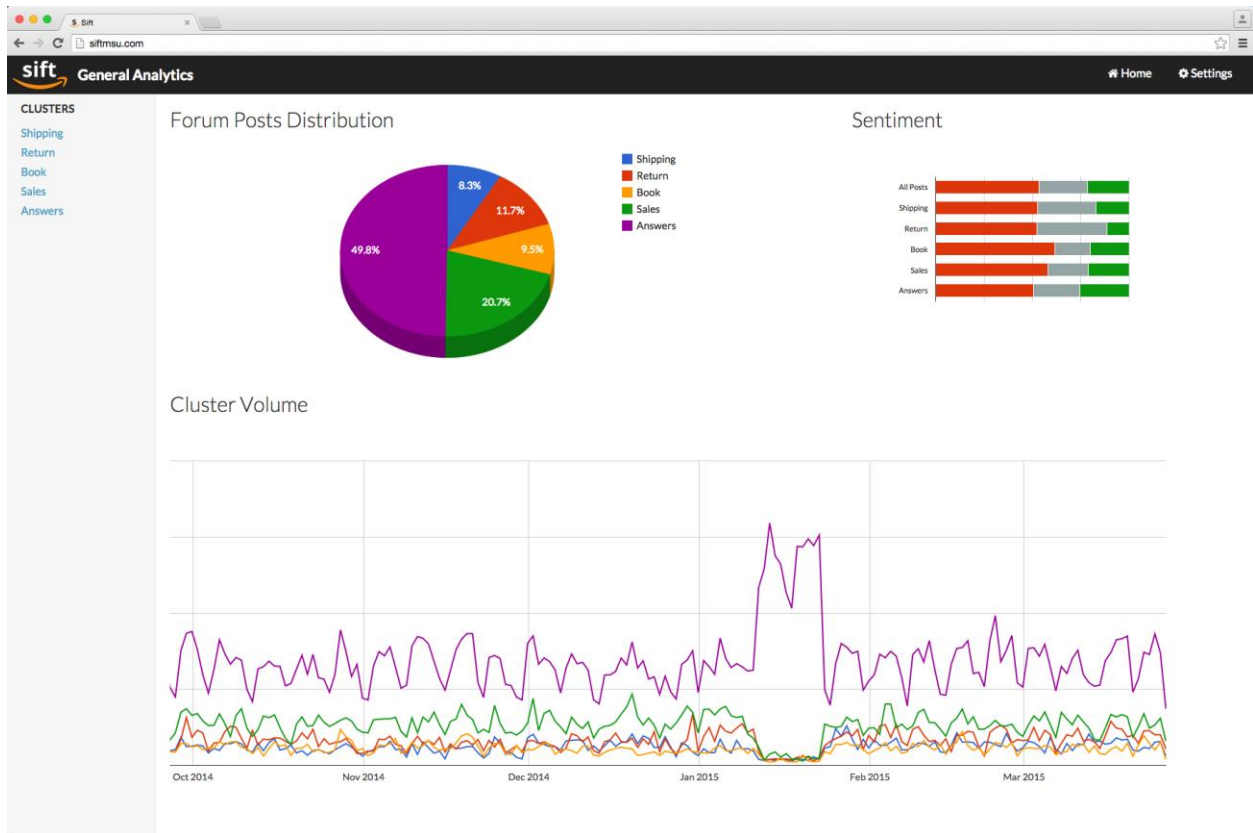 Sift
siftmsu.com
sift
General Analytics
Home
Settings
CLUSTERS
Shipping
Return
Book
Sales
Answers
Forum Posts Distribution
8.3%
11.7%
9.5%
20.7%
49.8%
Shipping
Return
Book
Sales
Answers
Sentiment
All Posts
Shipping
Return
Book
Sales
Answers
Cluster Volume
Oct 2014
Nov 2014
Dec 2014
Jan 2015
Feb 2015
Mar 2015